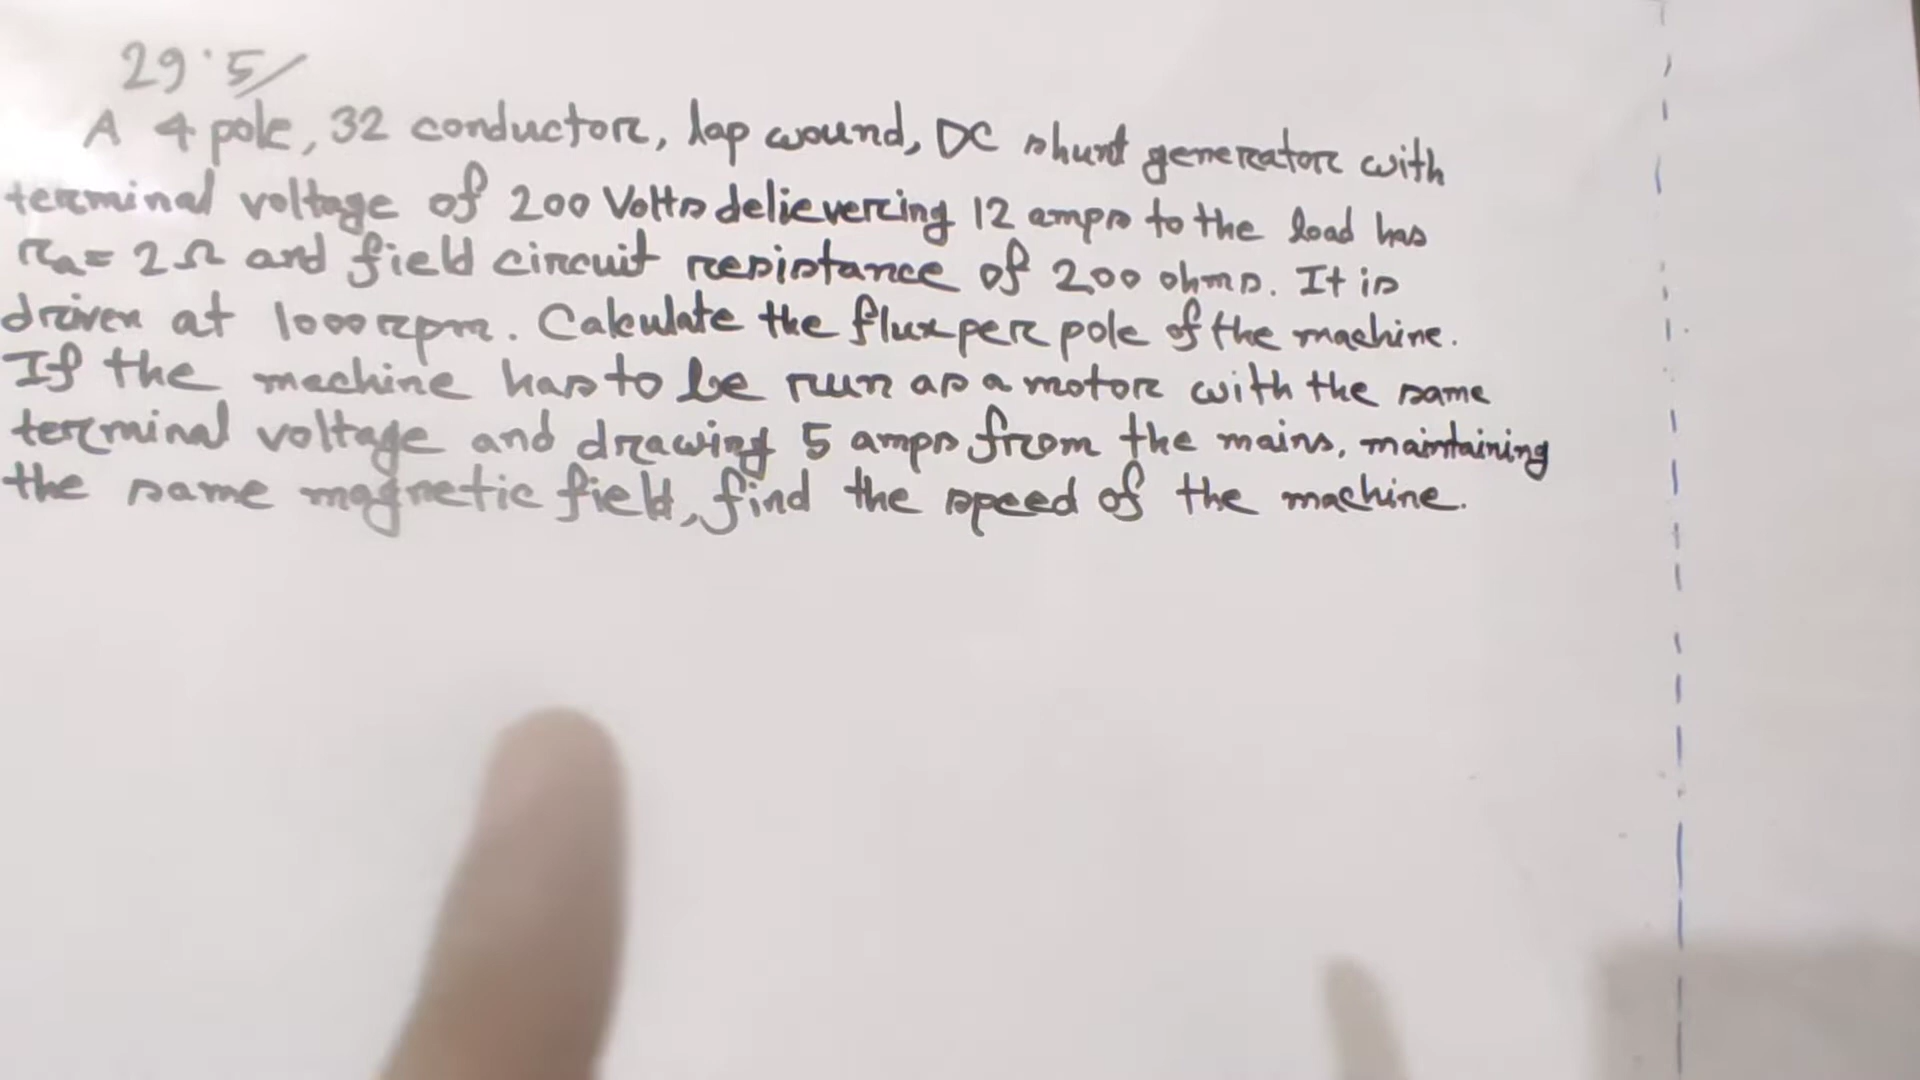 29.5/
A 4 pole, 32 conductor, lap wound, DC shunt generator with
terminal voltage of 200 Volts delievering 12 amps to the load has
ra = 2Ω and field circuit resistance of 200 ohms. It is
driven at 1000 rpm. Calculate the flux per pole of the machine.
If the machine has to be run as a motor with the same
terminal voltage and drawing 5 amps from the mains, maintaining
the same magnetic field, find the speed of the machine.